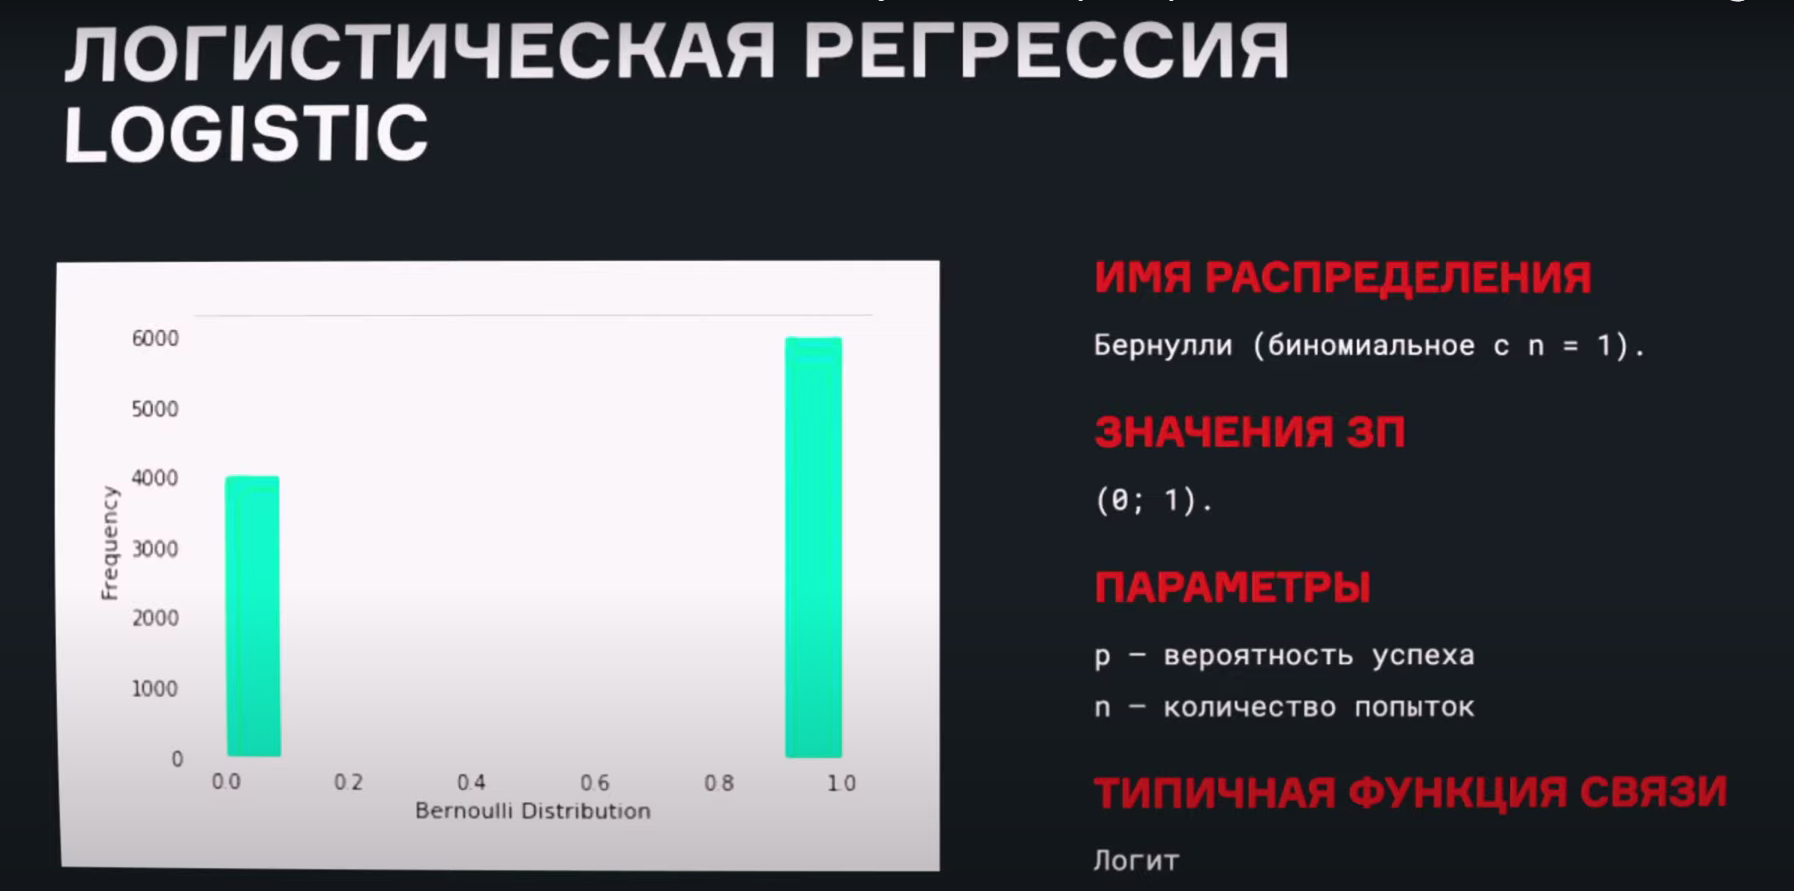 ЛОГИСТИЧЕСКАЯ РЕГРЕССИЯ
LOGISTIC
6000
5000
4000
3000
2000
1000
0
Frequency
0.0 0.2 0.4 0.6 0.8 1.0
Bernoulli Distribution
ИМЯ РАСПРЕДЕЛЕНИЯ
Бернулли (биномиальное с n = 1).
ЗНАЧЕНИЯ ЗП
(0; 1).
ПАРАМЕТРЫ
p — вероятность успеха
n — количество попыток
ТИПИЧНАЯ ФУНКЦИЯ СВЯЗИ
Логит